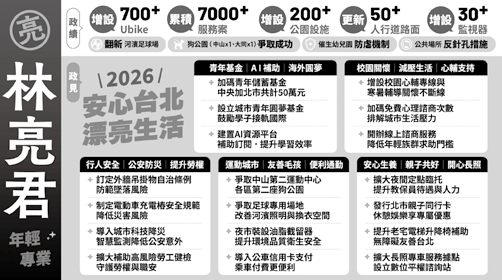 亮
林亮君
年輕
專業
政績
增設 700+
Ubike
累積 7000+
服務案
增設 200+
公園設施
更新 50+
人行道路面
增設 30+
監視器
翻新 河濱足球場
狗公園(中山x1、大同x1) 爭取成功
催生幼兒園 防虐機制
公共場所 反針孔措施
政見
2026
安心台北
漂亮生活
青年基金｜AI補助｜海外圓夢
加碼青年儲蓄基金
中央加北市共計50萬元
設立城市青年圓夢基金
鼓勵學子接軌國際
建置AI資源平台
補助訂閱.提升學習效率
校園關懷｜減壓生活｜心輔支持
增設校園心輔專線與
寒暑輔導關懷不斷線
加碼免費心理諮商次數
排解城市生活壓力
開辦線上諮商服務
降低年輕族群求助門檻
行人安全｜公安防災｜提升勞權
訂定外牆吊掛物自治條例
防範墜落風險
制定電動車充電樁安全規範
降低災害風險
導入城市科技降災
智慧監測降低公安意外
擴大補助高風險勞工健檢
守護勞權與職安
運動城市｜友善毛孩｜便利通勤
爭取中山第二運動中心
各區第二座狗公園
爭取足球專用場地
改善河濱照明與換衣空間
夜市裝設油脂截留器
提升環境品質衛生安全
導入公車信用卡支付
乘車付費更便利
安心生養｜親子共好｜開心長照
擴大夜間定點臨托
提升教保員待遇與人力
發行北市親子同行卡
休憩娛樂享專屬優惠
提升老宅電梯升降椅補助
無障礙友善台北
擴大長照專車服務據點
設立數位平權諮詢站